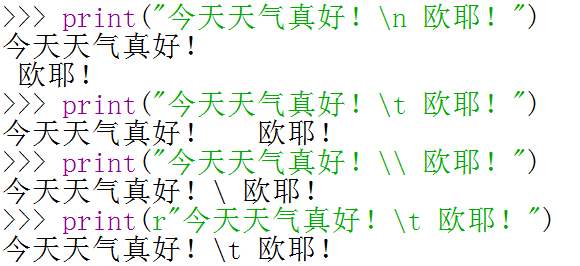 >>> print("今天天气真好！\n 欧耶！")
今天天气真好！
 欧耶！
>>> print("今天天气真好！\t 欧耶！")
今天天气真好！	 欧耶！
>>> print("今天天气真好！\\ 欧耶！")
今天天气真好！\ 欧耶！
>>> print(r"今天天气真好！\t 欧耶！")
今天天气真好！\t 欧耶！